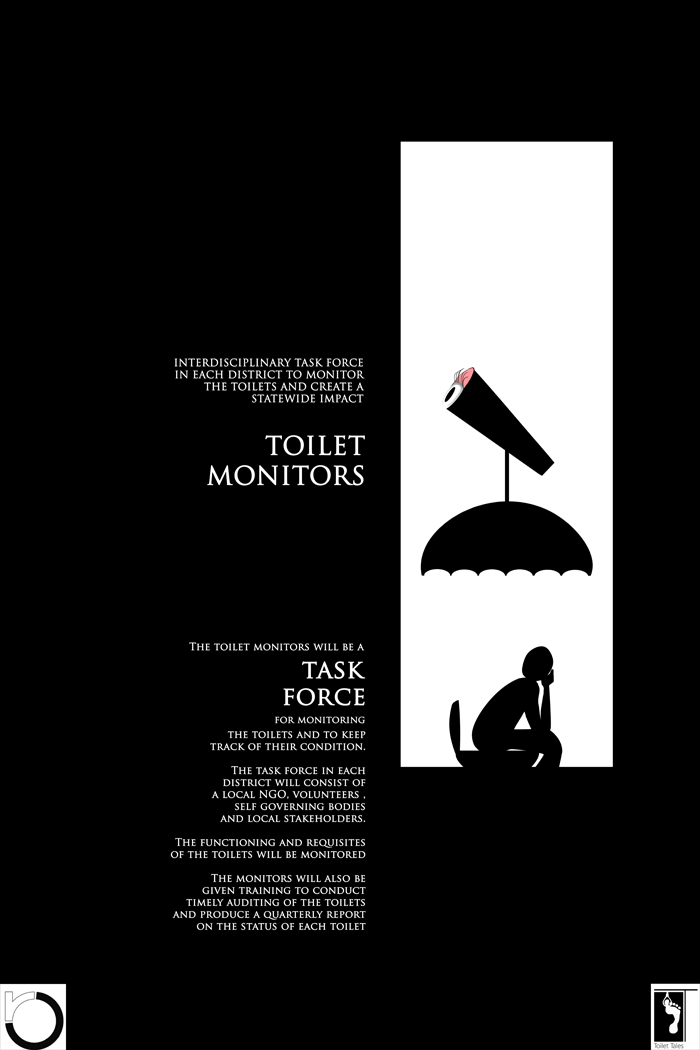 INTERDISCIPLINARY TASK FORCE
IN EACH DISTRICT TO MONITOR
THE TOILETS AND CREATE A
STATEWIDE IMPACT
TOILET
MONITORS
THE TOILET MONITORS WILL BE A
TASK
FORCE
FOR MONITORING
THE TOILETS AND TO KEEP
TRACK OF THEIR CONDITION.
THE TASK FORCE IN EACH
DISTRICT WILL CONSIST OF
A LOCAL NGO, VOLUNTEERS ,
SELF GOVERNING BODIES
AND LOCAL STAKEHOLDERS.
THE FUNCTIONING AND REQUISITES
OF THE TOILETS WILL BE MONITORED
THE MONITORS WILL ALSO BE
GIVEN TRAINING TO CONDUCT
TIMELY AUDITING OF THE TOILETS
AND PRODUCE A QUARTERLY REPORT
ON THE STATUS OF EACH TOILET
Toilet Tales